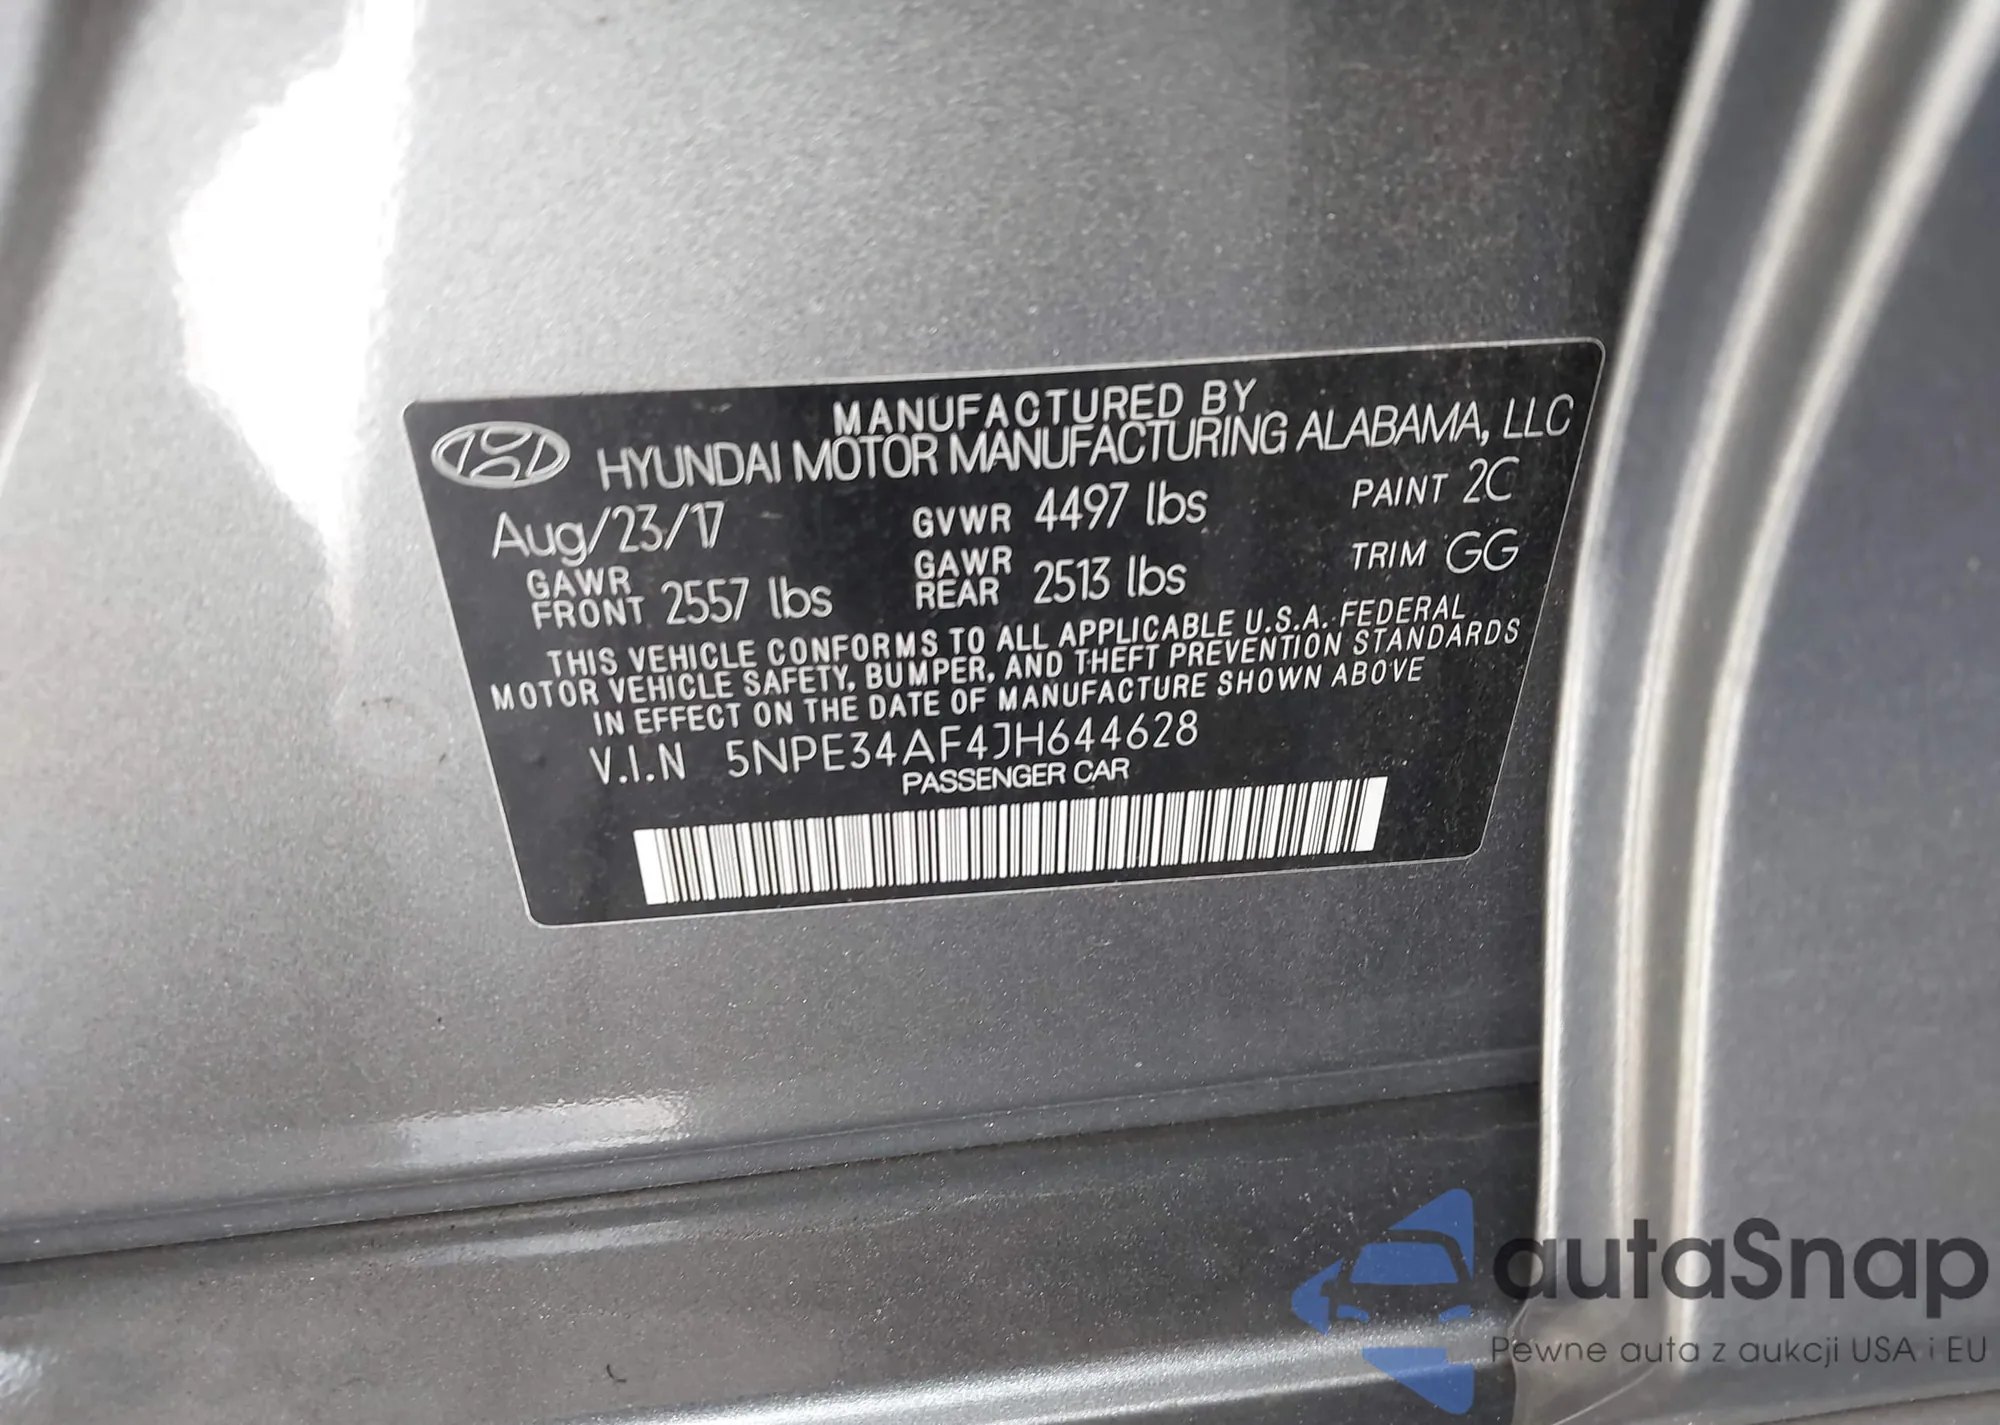 MANUFACTURED BY
HYUNDAI MOTOR MANUFACTURING ALABAMA, LLC
Aug/23/17 GVWR 4497 lbs PAINT 2C
GAWR FRONT 2557 lbs GAWR REAR 2513 lbs TRIM GG
THIS VEHICLE CONFORMS TO ALL APPLICABLE U.S.A. FEDERAL
MOTOR VEHICLE SAFETY, BUMPER, AND THEFT PREVENTION STANDARDS
IN EFFECT ON THE DATE OF MANUFACTURE SHOWN ABOVE
V.I.N 5NPE34AF4JH644628
PASSENGER CAR
autaSnap
Pewne auta z aukcji USA i EU